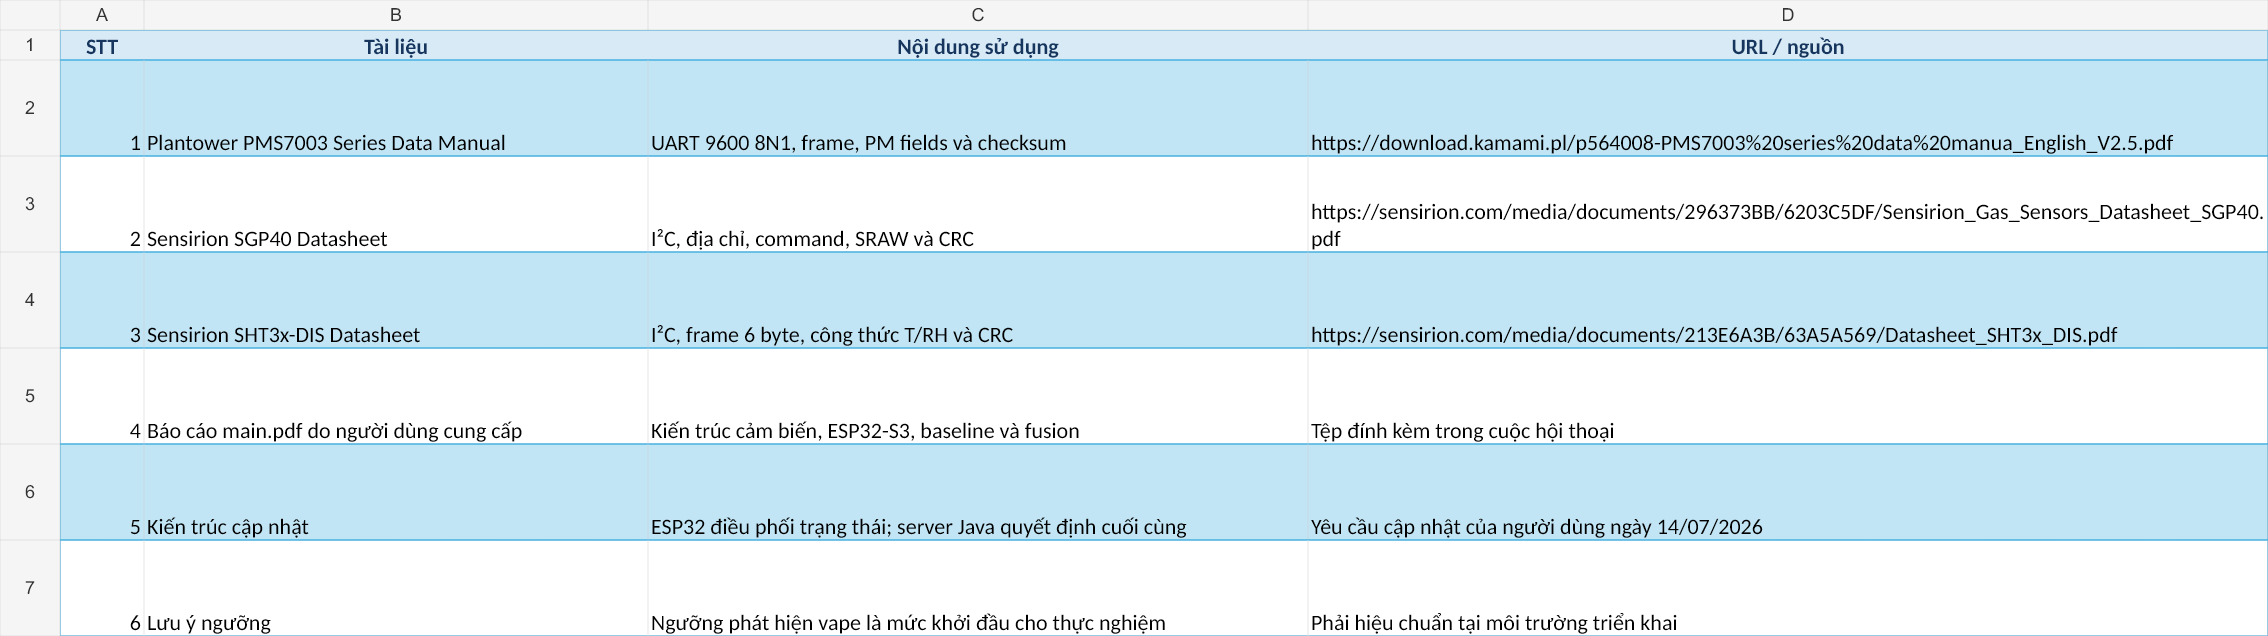 A B C D
1 STT Tài liệu Nội dung sử dụng URL / nguồn
2 1 Plantower PMS7003 Series Data Manual UART 9600 8N1, frame, PM fields và checksum https://download.kamami.pl/p564008-PMS7003%20series%20data%20manua_English_V2.5.pdf
3 2 Sensirion SGP40 Datasheet I²C, địa chỉ, command, SRAW và CRC https://sensirion.com/media/documents/296373BB/6203C5DF/Sensirion_Gas_Sensors_Datasheet_SGP40.
pdf
4 3 Sensirion SHT3x-DIS Datasheet I²C, frame 6 byte, công thức T/RH và CRC https://sensirion.com/media/documents/213E6A3B/63A5A569/Datasheet_SHT3x_DIS.pdf
5 4 Báo cáo main.pdf do người dùng cung cấp Kiến trúc cảm biến, ESP32-S3, baseline và fusion Tệp đính kèm trong cuộc hội thoại
6 5 Kiến trúc cập nhật ESP32 điều phối trạng thái; server Java quyết định cuối cùng Yêu cầu cập nhật của người dùng ngày 14/07/2026
7 6 Lưu ý ngưỡng Ngưỡng phát hiện vape là mức khởi đầu cho thực nghiệm Phải hiệu chuẩn tại môi trường triển khai